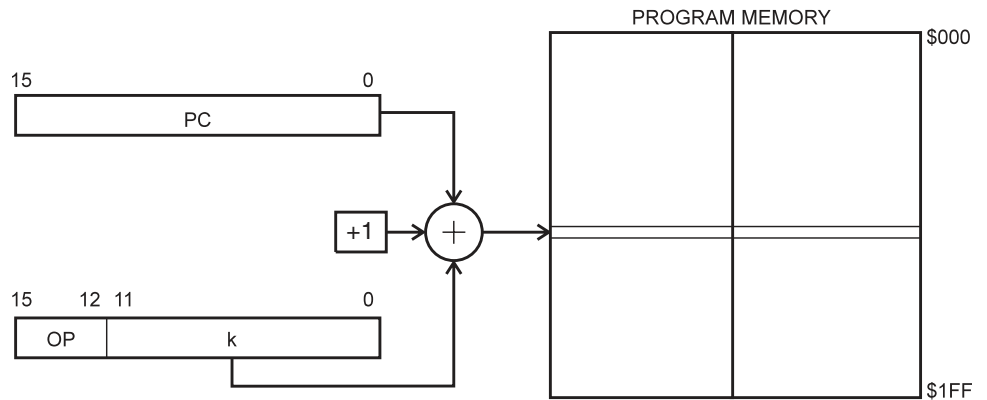 PROGRAM MEMORY
$000
15 0
PC
+1
15 12 11 0
OP k
$1FF